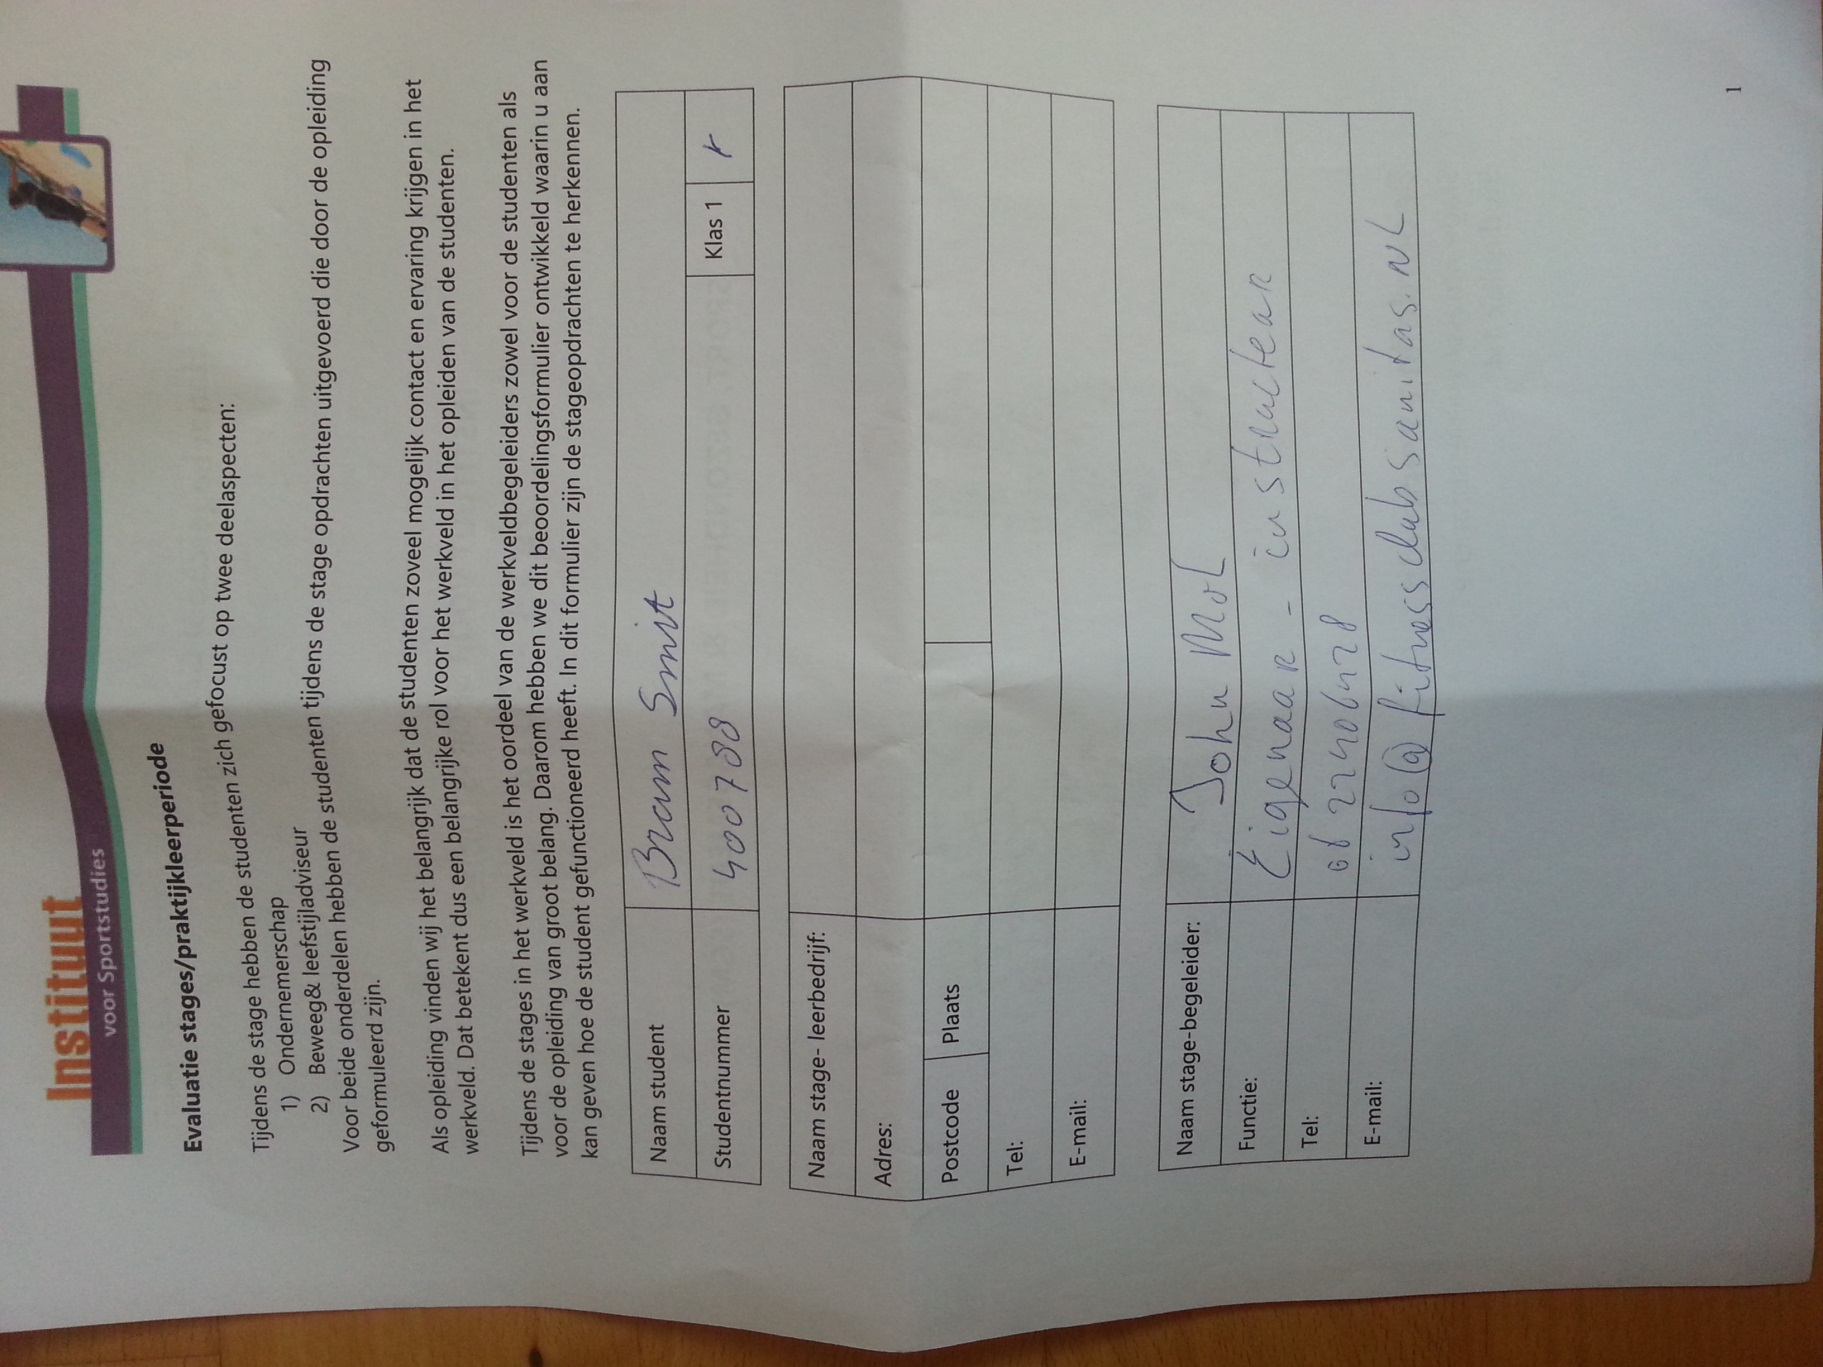 Instituut
voor Sportstudies
Evaluatie stages/praktijkleerperiode
Tijdens de stage hebben de studenten zich gefocust op twee deelaspecten:
1) Ondernemerschap
2) Beweeg& leefstijladviseur
Voor beide onderdelen hebben de studenten tijdens de stage opdrachten uitgevoerd die door de opleiding
geformuleerd zijn.
Als opleiding vinden wij het belangrijk dat de studenten zoveel mogelijk contact en ervaring krijgen in het
werkveld. Dat betekent dus een belangrijke rol voor het werkveld in het opleiden van de studenten.
Tijdens de stages in het werkveld is het oordeel van de werkveldbegeleiders zowel voor de studenten als
voor de opleiding van groot belang. Daarom hebben we dit beoordelingsformulier ontwikkeld waarin u aan
kan geven hoe de student gefunctioneerd heeft. In dit formulier zijn de stageopdrachten te herkennen.
Naam student Bram Smit
Studentnummer 400788 Klas 1
Naam stage- leerbedrijf:
Adres:
Postcode Plaats
Tel:
E-mail:
Naam stage-begeleider: John Mol
Functie: Eigenaar - instructeur
Tel:
E-mail: info@fitnessclubsanitas.nl
1